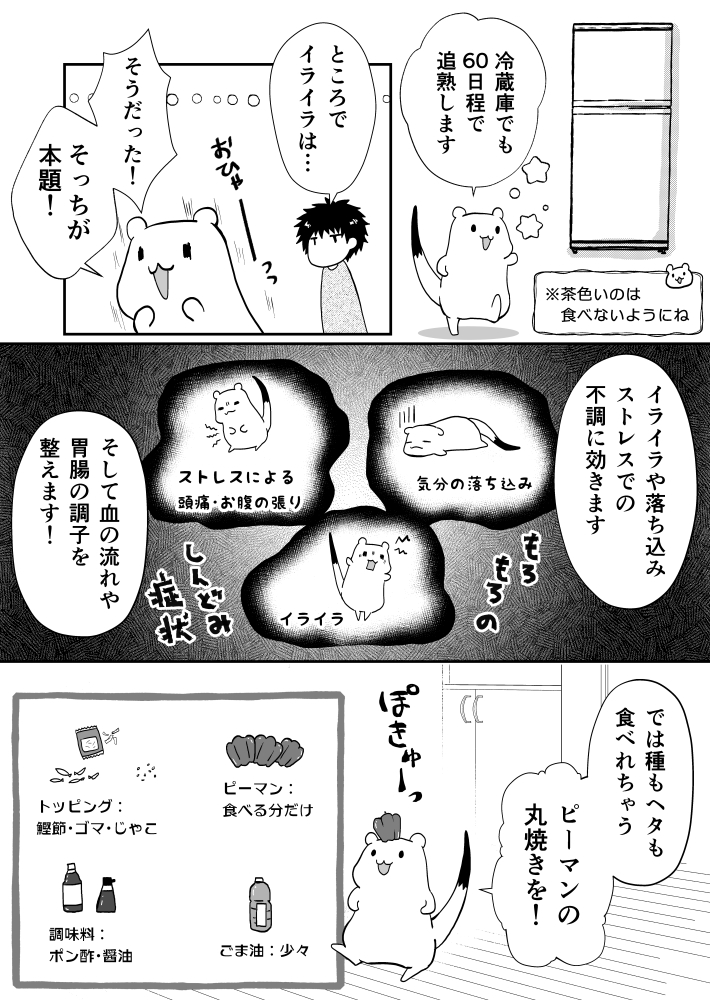 冷蔵庫でも
60日程で
追熟します
※茶色いのは
食べないようにね
ところで
イライラは…
おひゃーっ
そうだった！
そっちが
本題！
イライラや落ち込み
ストレスでの
不調に効きます
気分の落ち込み
ストレスによる
頭痛・お腹の張り
イライラ
もろもろの
しんどみ
症状
そして血の流れや
胃腸の調子を
整えます！
では種もヘタも
食べれちゃう
ピーマンの
丸焼きを！
ぽきゅーっ
ピーマン：
食べる分だけ
トッピング：
鰹節・ゴマ・じゃこ
調味料：
ポン酢・醤油
ごま油：少々